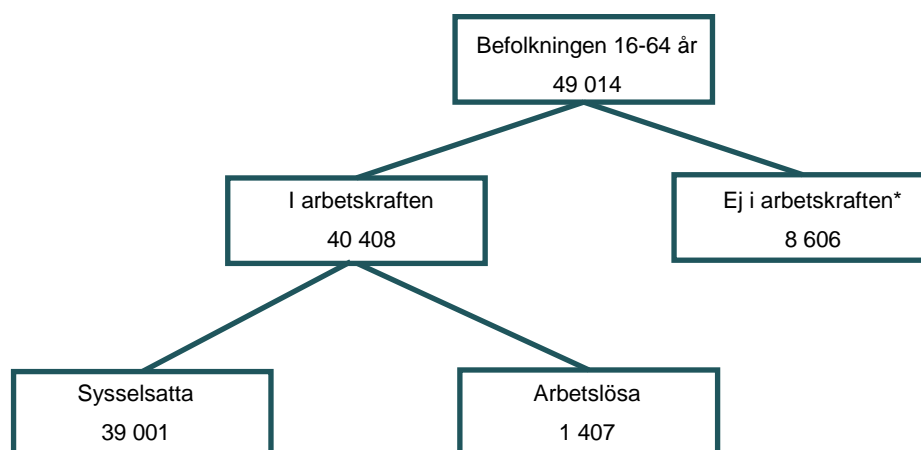 Befolkningen 16-64 år
49 014
I arbetskraften
40 408
Ej i arbetskraften*
8 606
Sysselsatta
39 001
Arbetslösa
1 407